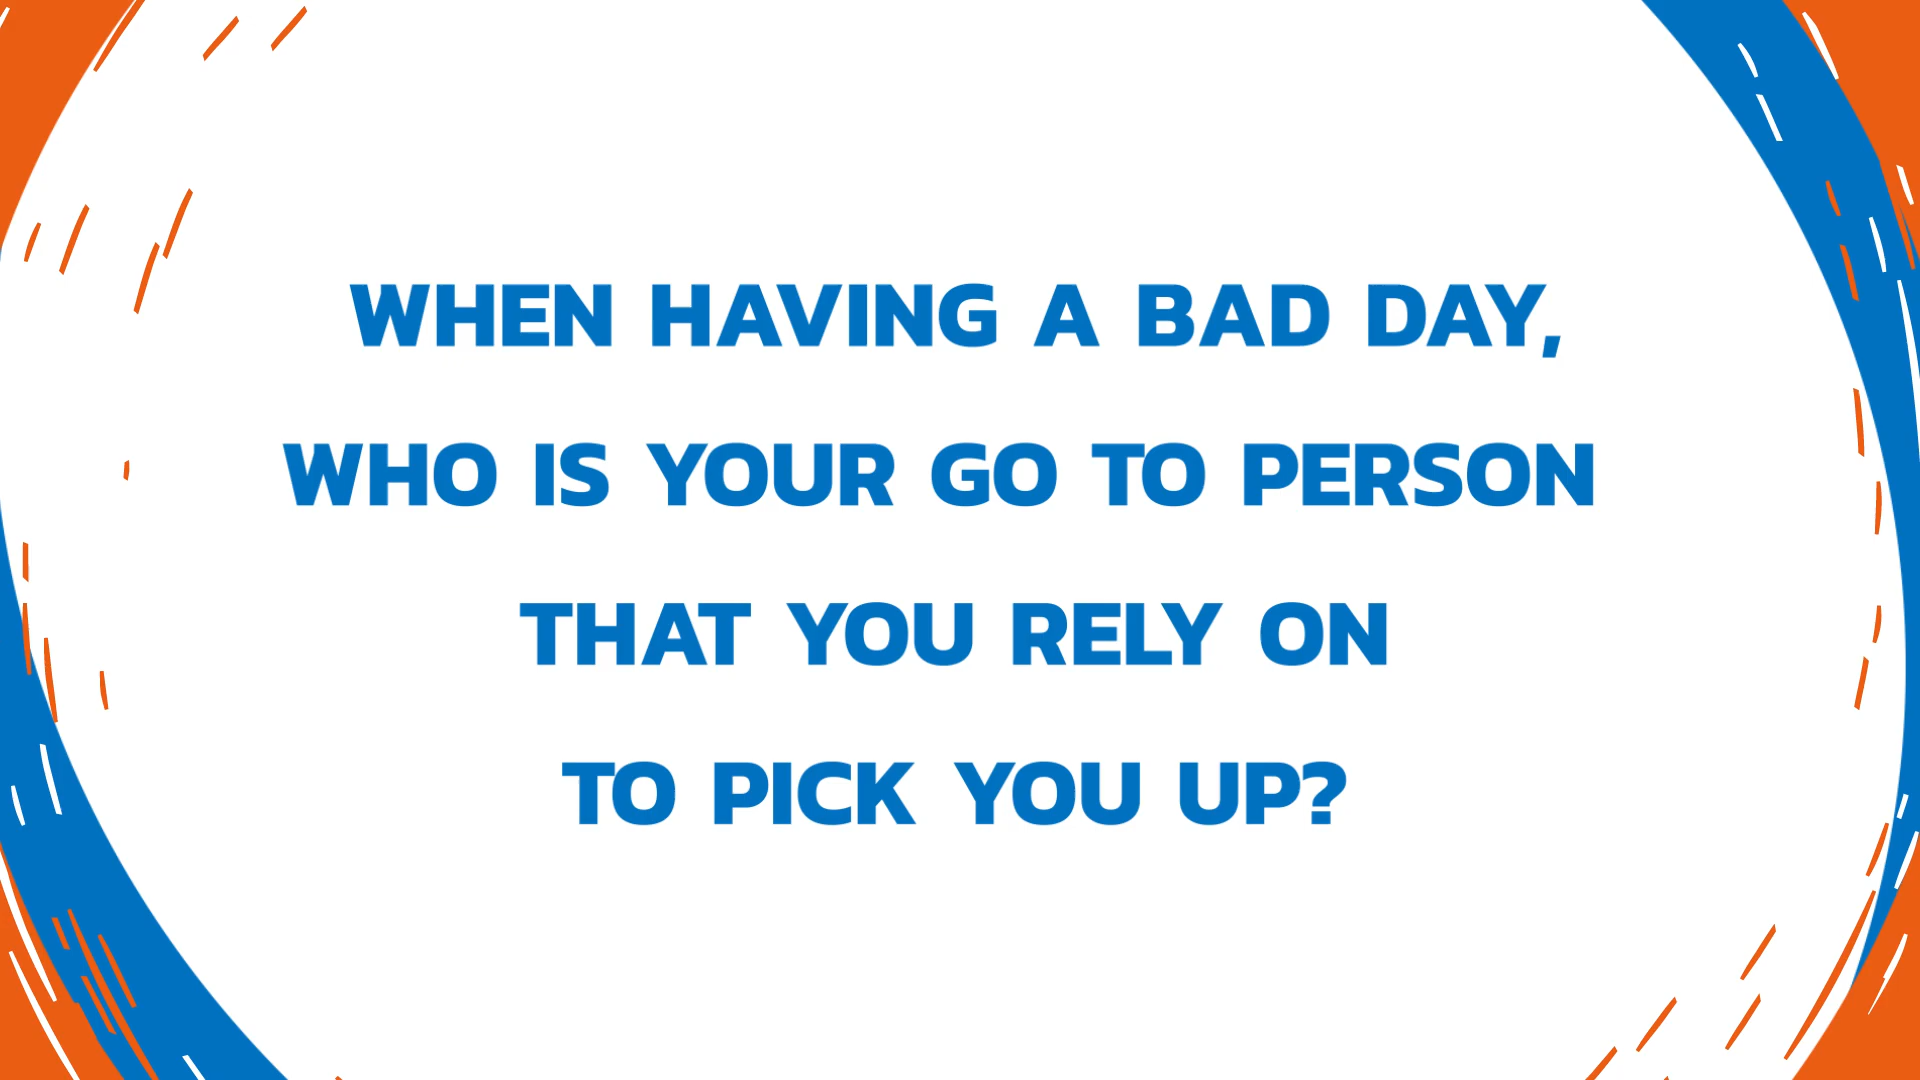 WHEN HAVING A BAD DAY,
WHO IS YOUR GO TO PERSON
THAT YOU RELY ON
TO PICK YOU UP?